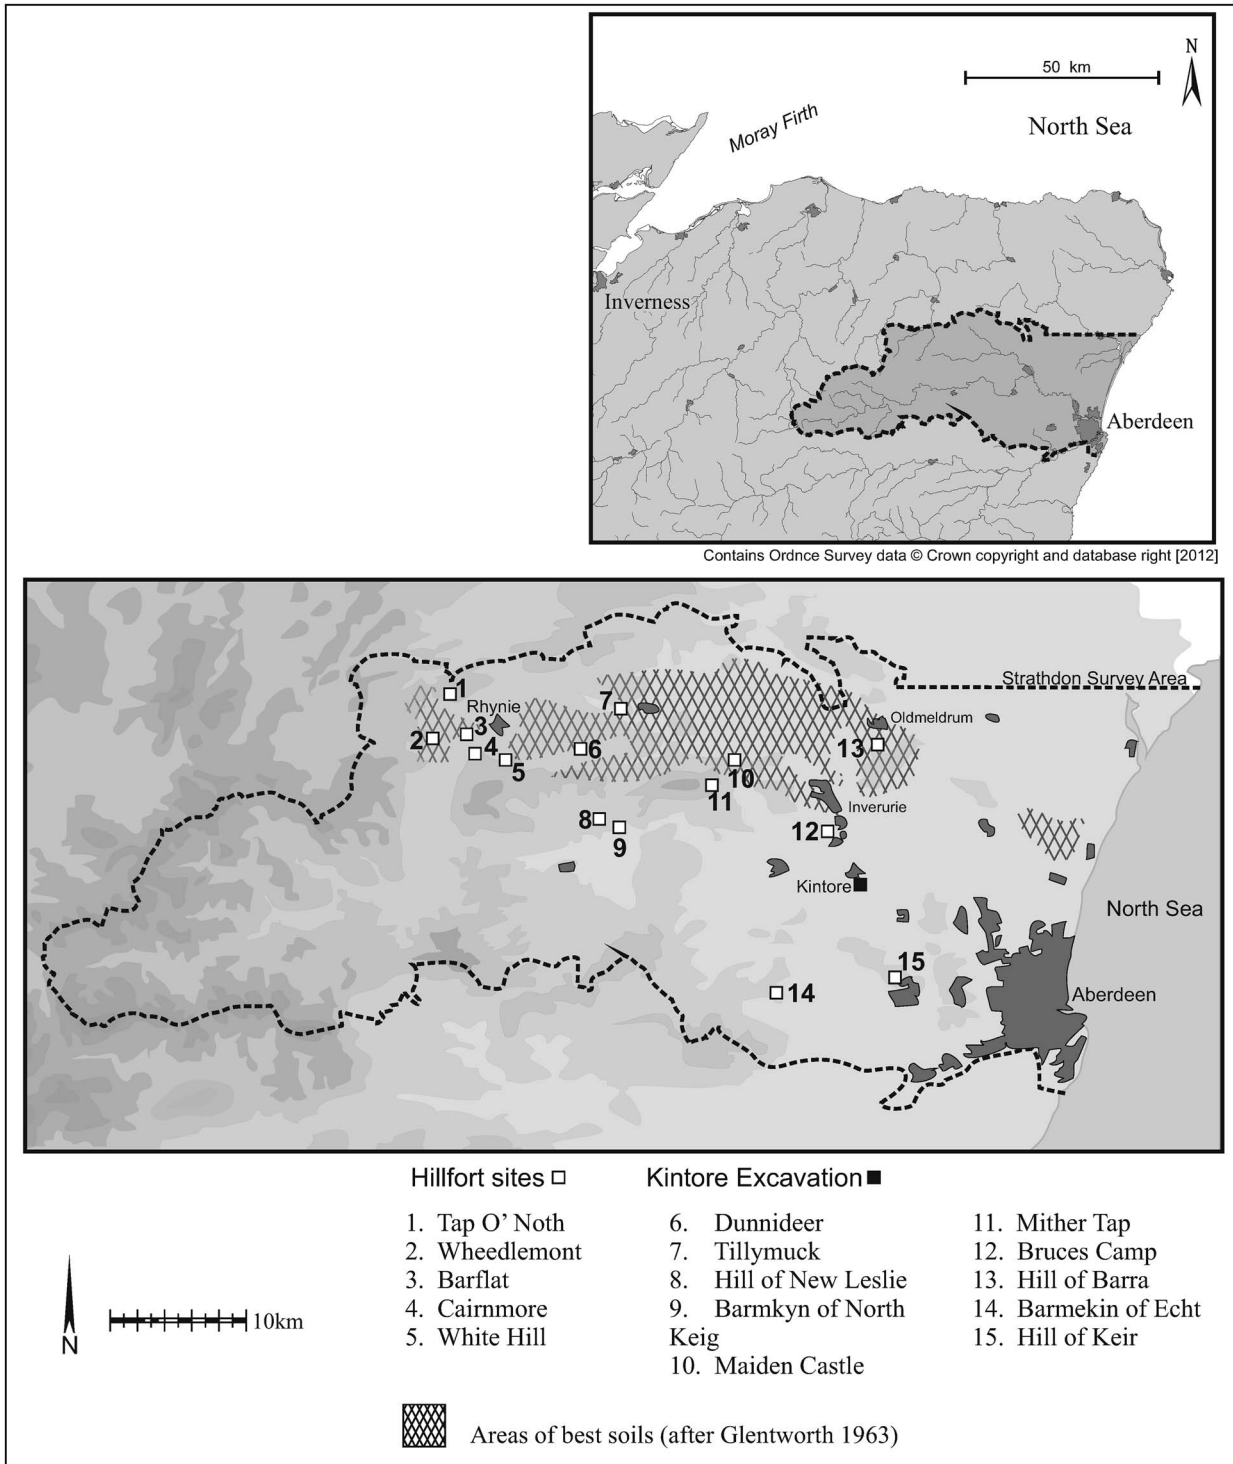 N
50 km
Moray Firth
North Sea
Inverness
Aberdeen
Contains Ordnce Survey data © Crown copyright and database right [2012]
Strathdon Survey Area
1
Rhynie
7
Oldmeldrum
2
3
4
6
13
5
10
11
Inverurie
8
12
9
Kintore
North Sea
15
14
Aberdeen
Hillfort sites
Kintore Excavation
1. Tap O' Noth
2. Wheedlemont
3. Barflat
4. Cairnmore
5. White Hill
6. Dunnideer
7. Tillymuck
8. Hill of New Leslie
9. Barmkyn of North
Keig
10. Maiden Castle
11. Mither Tap
12. Bruces Camp
13. Hill of Barra
14. Barmekin of Echt
15. Hill of Keir
N
10km
Areas of best soils (after Glentworth 1963)